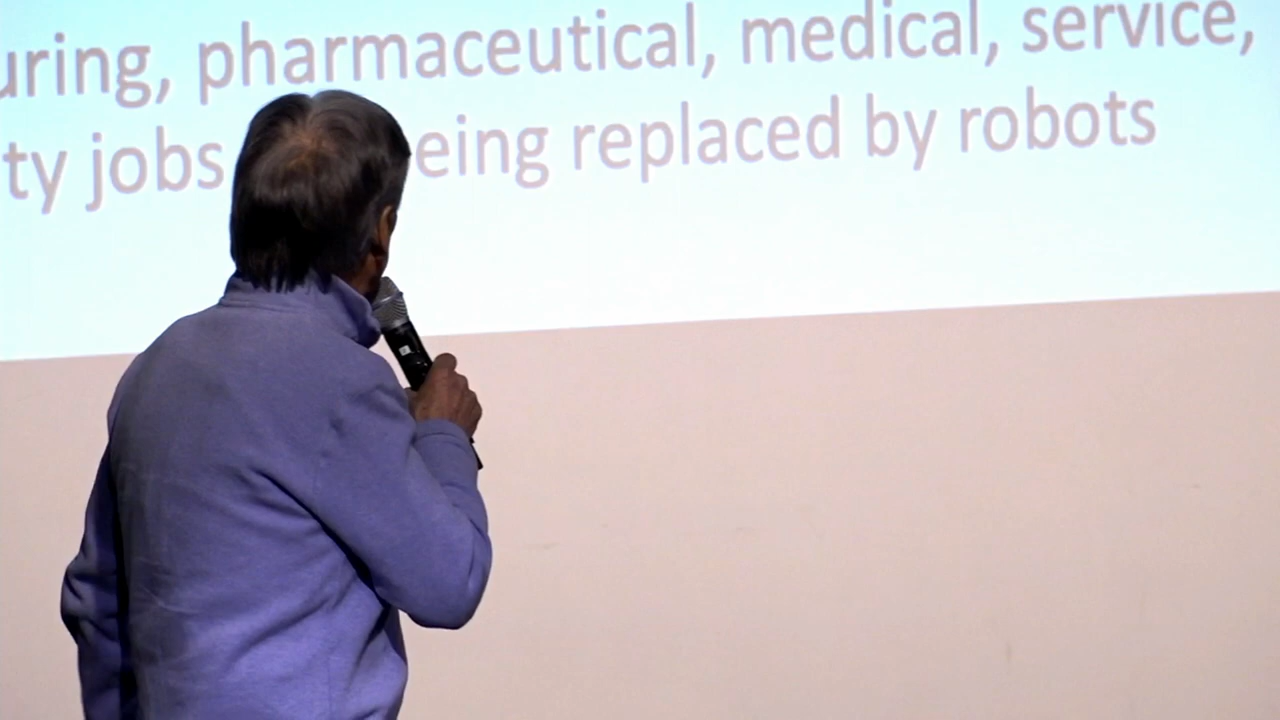 uring, pharmaceutical, medical, service,
ty jobs eing replaced by robots